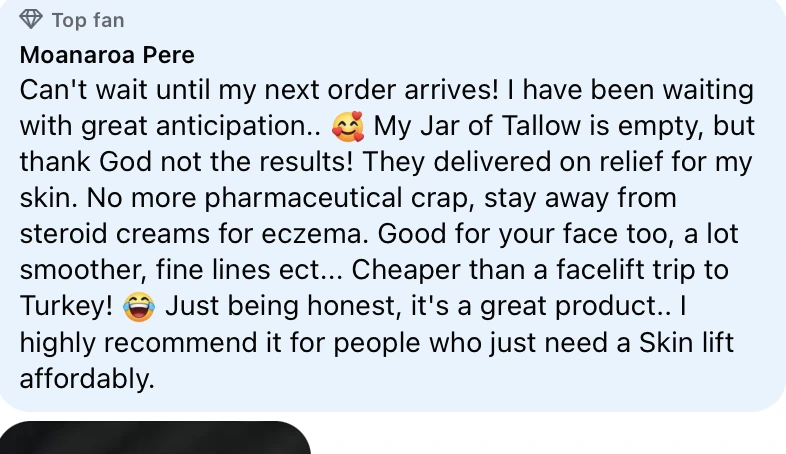 Top fan
Moanaroa Pere
Can't wait until my next order arrives! I have been waiting
with great anticipation.. 🥰 My Jar of Tallow is empty, but
thank God not the results! They delivered on relief for my
skin. No more pharmaceutical crap, stay away from
steroid creams for eczema. Good for your face too, a lot
smoother, fine lines ect... Cheaper than a facelift trip to
Turkey! 😂 Just being honest, it's a great product.. I
highly recommend it for people who just need a Skin lift
affordably.